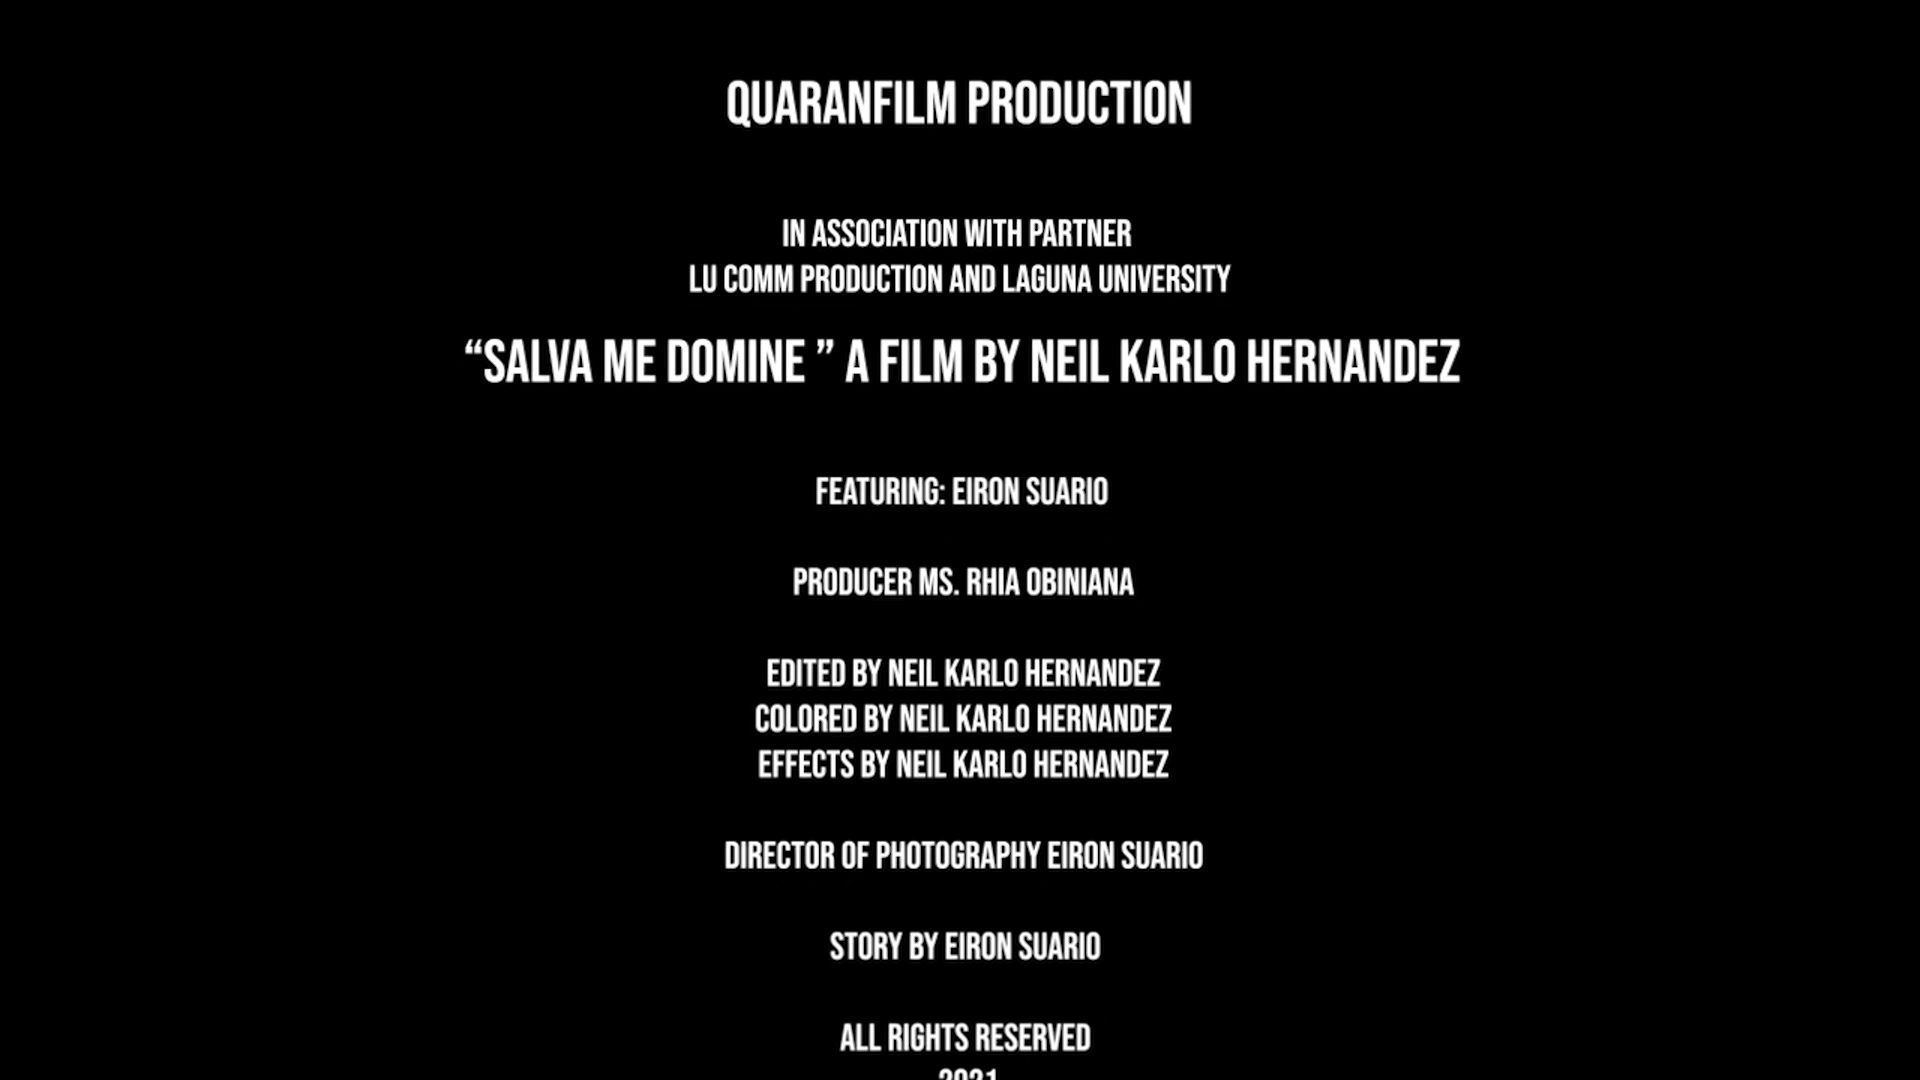 QUARANFILM PRODUCTION
IN ASSOCIATION WITH PARTNER
LU COMM PRODUCTION AND LAGUNA UNIVERSITY
“SALVA ME DOMINE ” A FILM BY NEIL KARLO HERNANDEZ
FEATURING: EIRON SUARIO
PRODUCER MS. RHIA OBINIANA
EDITED BY NEIL KARLO HERNANDEZ
COLORED BY NEIL KARLO HERNANDEZ
EFFECTS BY NEIL KARLO HERNANDEZ
DIRECTOR OF PHOTOGRAPHY EIRON SUARIO
STORY BY EIRON SUARIO
ALL RIGHTS RESERVED